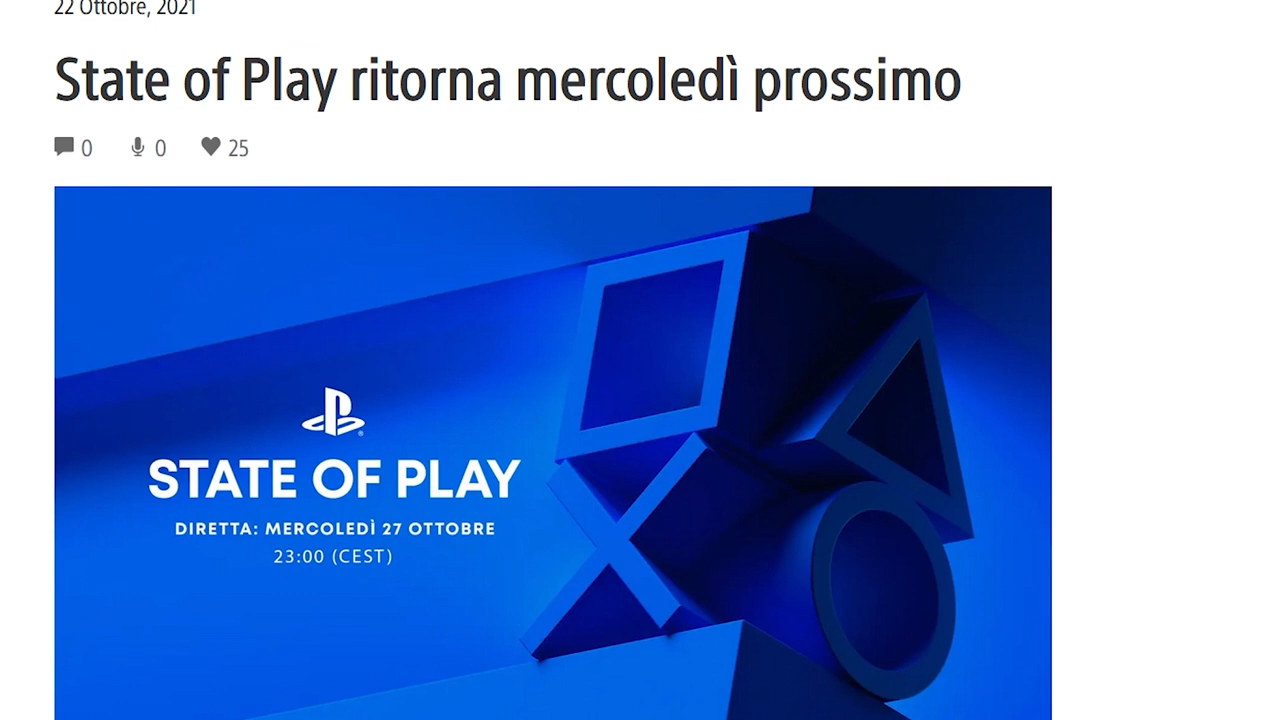 22 Ottobre, 2021
State of Play ritorna mercoledì prossimo
0 0 25
STATE OF PLAY
DIRETTA: MERCOLEDÌ 27 OTTOBRE
23:00 (CEST)